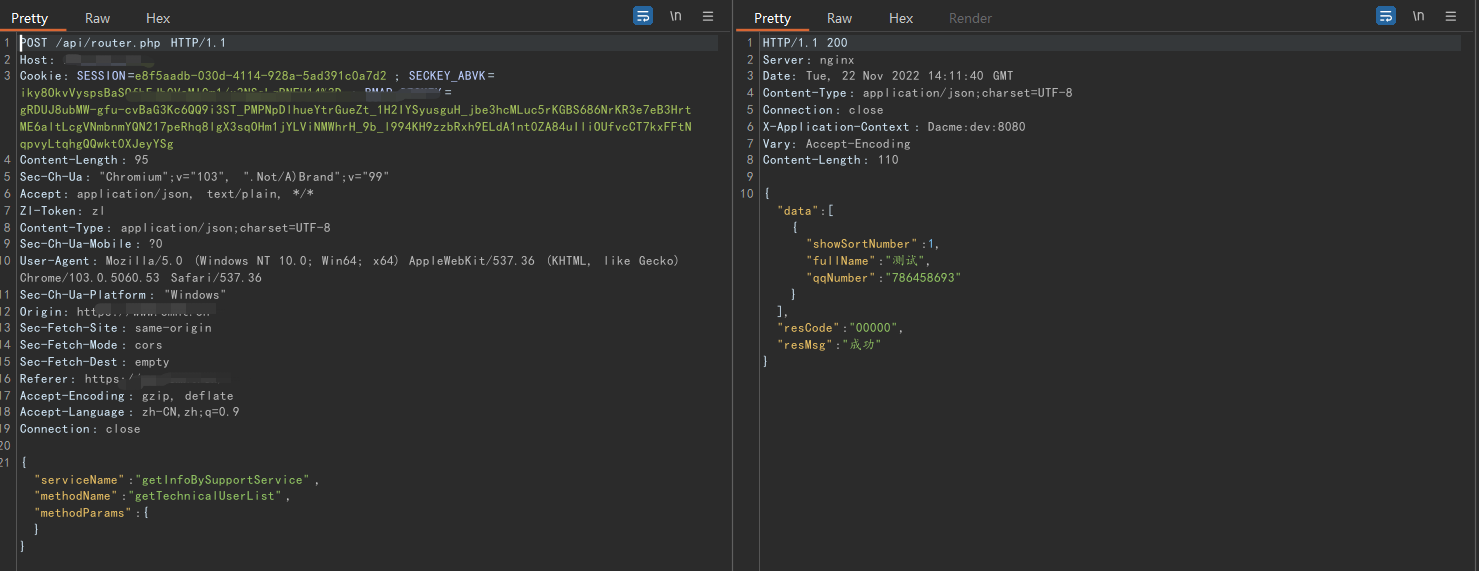 Pretty Raw Hex \n
1 POST /api/router.php HTTP/1.1
2 Host:
3 Cookie: SESSION=e8f5aadb-030d-4114-928a-5ad391c0a7d2 ; SECKEY_ABVK=
gRDUJ8ubMW-gfu-cvBaG3Kc6QQ9i3ST_PMPNpDlhueYtrGueZt_1H2IYSyusguH_jbe3hcMLuc5rKGBS686NrKR3e7eB3Hrt
ME6altLcgVNmbnmYQN217peRhq8lgX3sqOHm1jYLViNMWhrH_9b_l994KH9zzbRxh9ELdA1nt0ZA84ulliOUfvcCT7kxFFtN
qpvyLtqhgQQwktOXJeyYSg
4 Content-Length: 95
5 Sec-Ch-Ua: "Chromium";v="103", ".Not/A)Brand";v="99"
6 Accept: application/json, text/plain, */*
7 Zl-Token: zl
8 Content-Type: application/json;charset=UTF-8
9 Sec-Ch-Ua-Mobile: ?0
10 User-Agent: Mozilla/5.0 (Windows NT 10.0; Win64; x64) AppleWebKit/537.36 (KHTML, like Gecko)
Chrome/103.0.5060.53 Safari/537.36
11 Sec-Ch-Ua-Platform: "Windows"
12 Origin:
13 Sec-Fetch-Site: same-origin
14 Sec-Fetch-Mode: cors
15 Sec-Fetch-Dest: empty
16 Referer: https:/
17 Accept-Encoding: gzip, deflate
18 Accept-Language: zh-CN,zh;q=0.9
19 Connection: close
20
21 {
"serviceName":"getInfoBySupportService",
"methodName":"getTechnicalUserList",
"methodParams":{
}
}
Pretty Raw Hex Render \n
1 HTTP/1.1 200
2 Server: nginx
3 Date: Tue, 22 Nov 2022 14:11:40 GMT
4 Content-Type: application/json;charset=UTF-8
5 Connection: close
6 X-Application-Context: Dacme:dev:8080
7 Vary: Accept-Encoding
8 Content-Length: 110
9
10 {
"data":[
{
"showSortNumber":1,
"fullName":"测试",
"qqNumber":"786458693"
}
],
"resCode":"00000",
"resMsg":"成功"
}